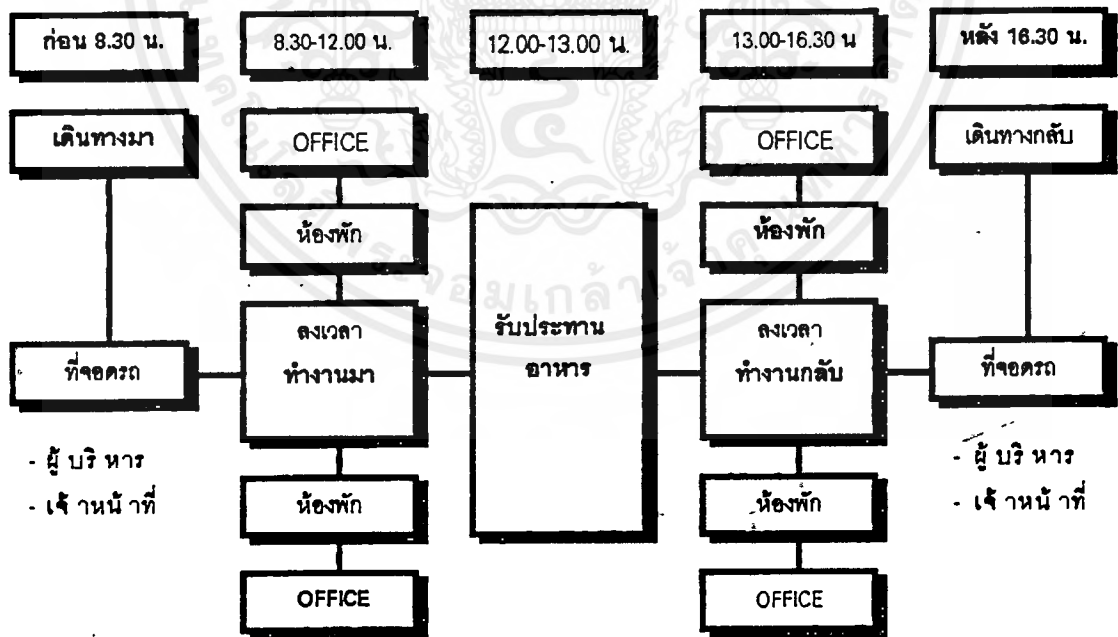 ก่อน 8.30 น.
8.30-12.00 น.
12.00-13.00 น.
13.00-16.30 น
หลัง 16.30 น.
เดินทางมา
OFFICE
OFFICE
เดินทางกลับ
ห้องพัก
ห้องพัก
ลงเวลา
ทำงานมา
รับประทาน
อาหาร
ลงเวลา
ทำงานกลับ
ที่จอดรถ
ที่จอดรถ
- ผู้ บริ หาร
- เจ้ าหน้ าที่
- ผู้ บริ หาร
- เจ้ าหน้ าที่
ห้องพัก
ห้องพัก
OFFICE
OFFICE